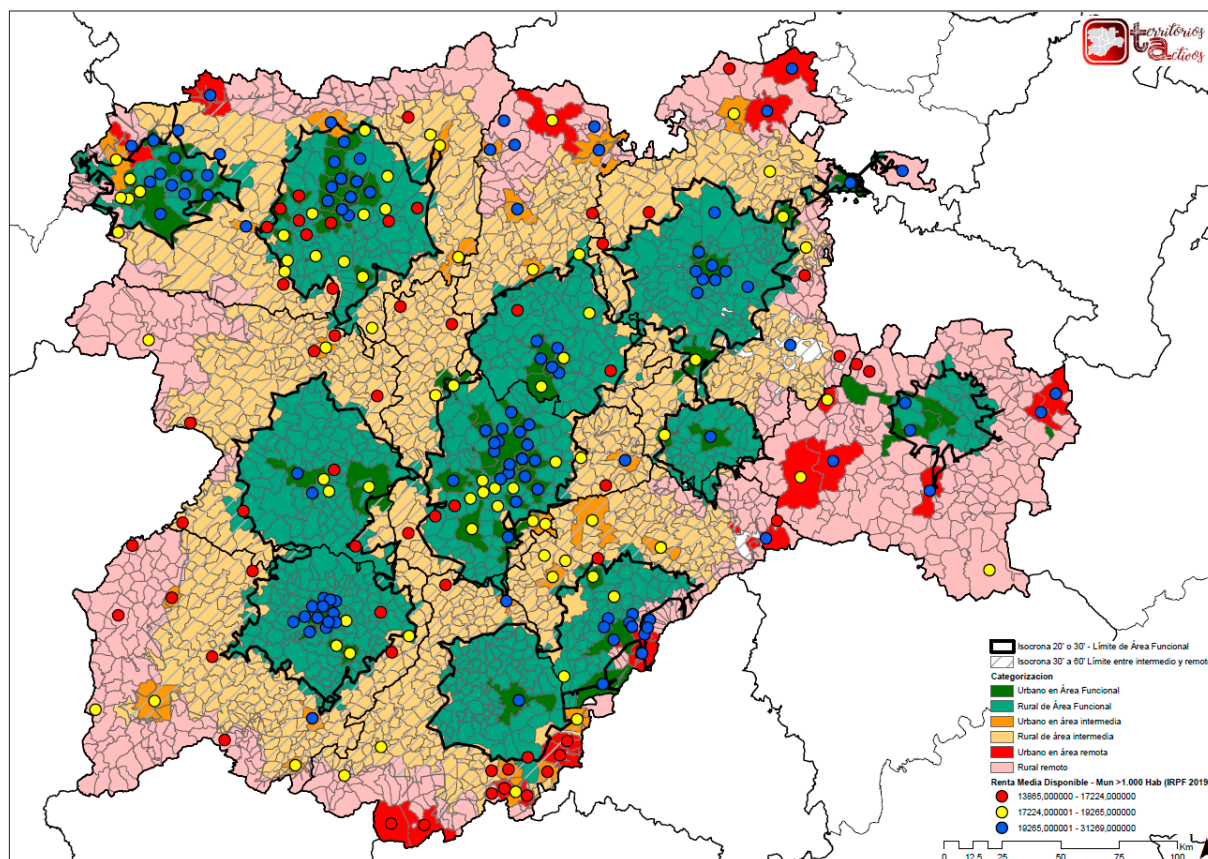 territorios
activos
Isocrona 20' o 30' - Límite de Área Funcional
Isocrona 30' a 60' Límite entre intermedio y remoto
Categorizacion
Urbano en Área Funcional
Rural de Área Funcional
Urbano en área intermedia
Rural de área intermedia
Urbano en área remota
Rural remoto
Renta Media Disponible - Mun >1.000 Hab (IRPF 2019)
13865,000000 - 17224,000000
17224,000001 - 19265,000000
19265,000001 - 31269,000000
Km
0 12,5 25 50 75 100